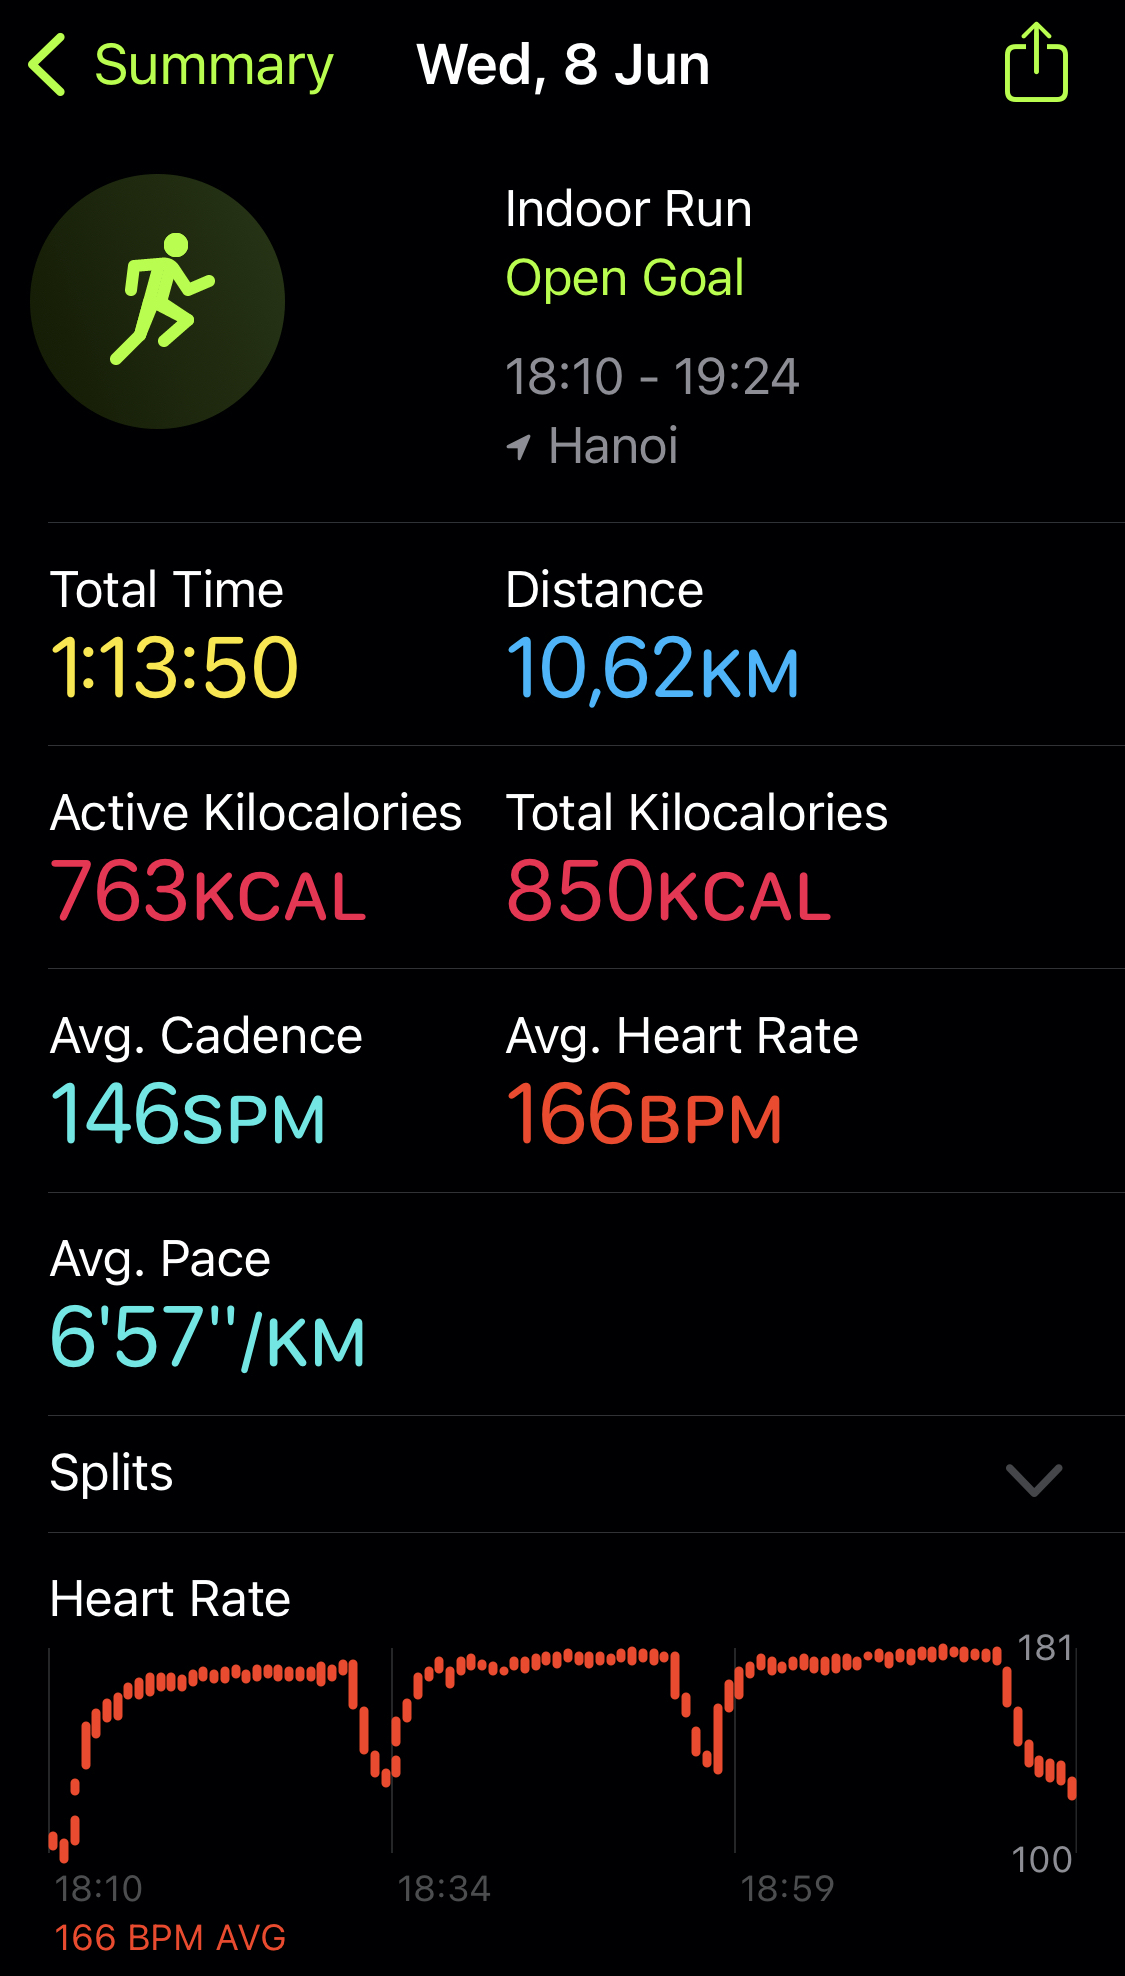 Summary
Wed, 8 Jun
Indoor Run
Open Goal
18:10 - 19:24
Hanoi
Total Time
Distance
1:13:50
10,62KM
Active Kilocalories
Total Kilocalories
763KCAL
850KCAL
Avg. Cadence
Avg. Heart Rate
146SPM
166BPM
Avg. Pace
6'57"/KM
Splits
Heart Rate
181
100
18:10
18:34
18:59
166 BPM AVG